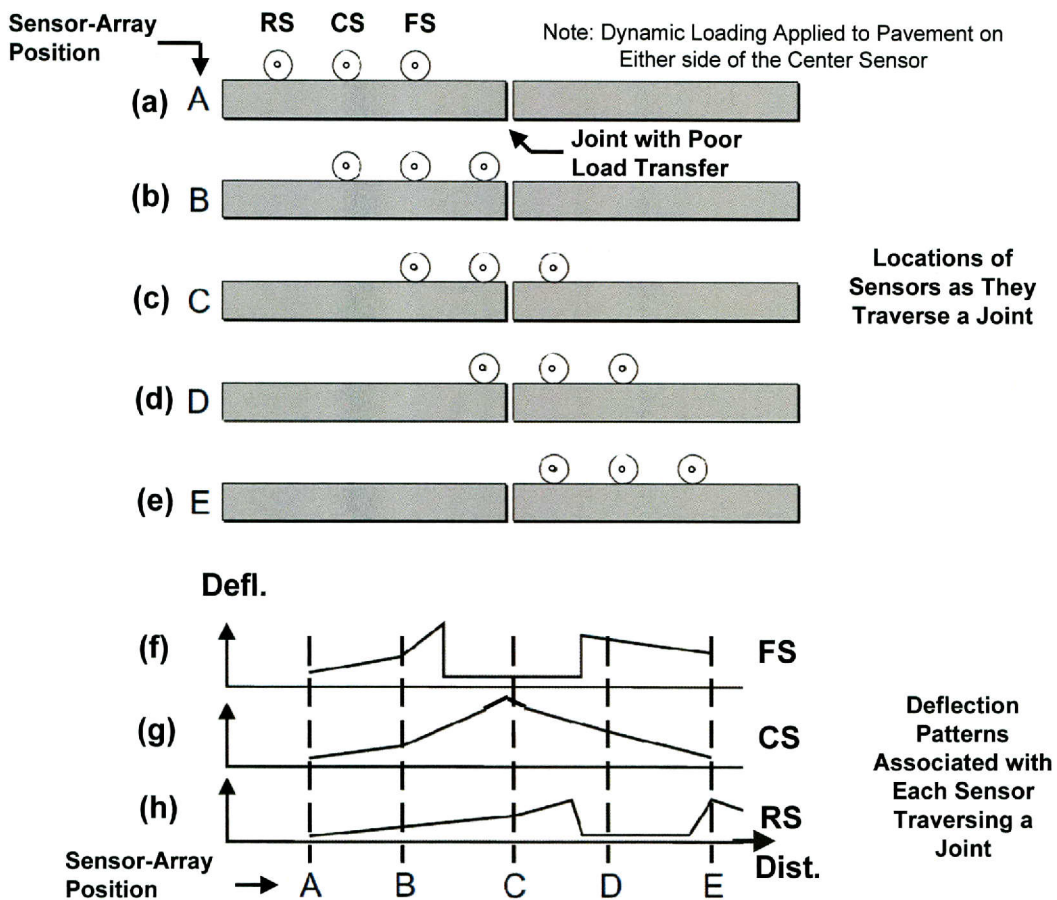 Sensor-Array
Position
RS CS FS
Note: Dynamic Loading Applied to Pavement on
Either side of the Center Sensor
(a) A
Joint with Poor
Load Transfer
(b) B
(c) C
Locations of
Sensors as They
Traverse a Joint
(d) D
(e) E
Defl.
(f) FS
(g) CS
(h) RS
Dist.
Deflection
Patterns
Associated with
Each Sensor
Traversing a
Joint
Sensor-Array
Position
A B C D E